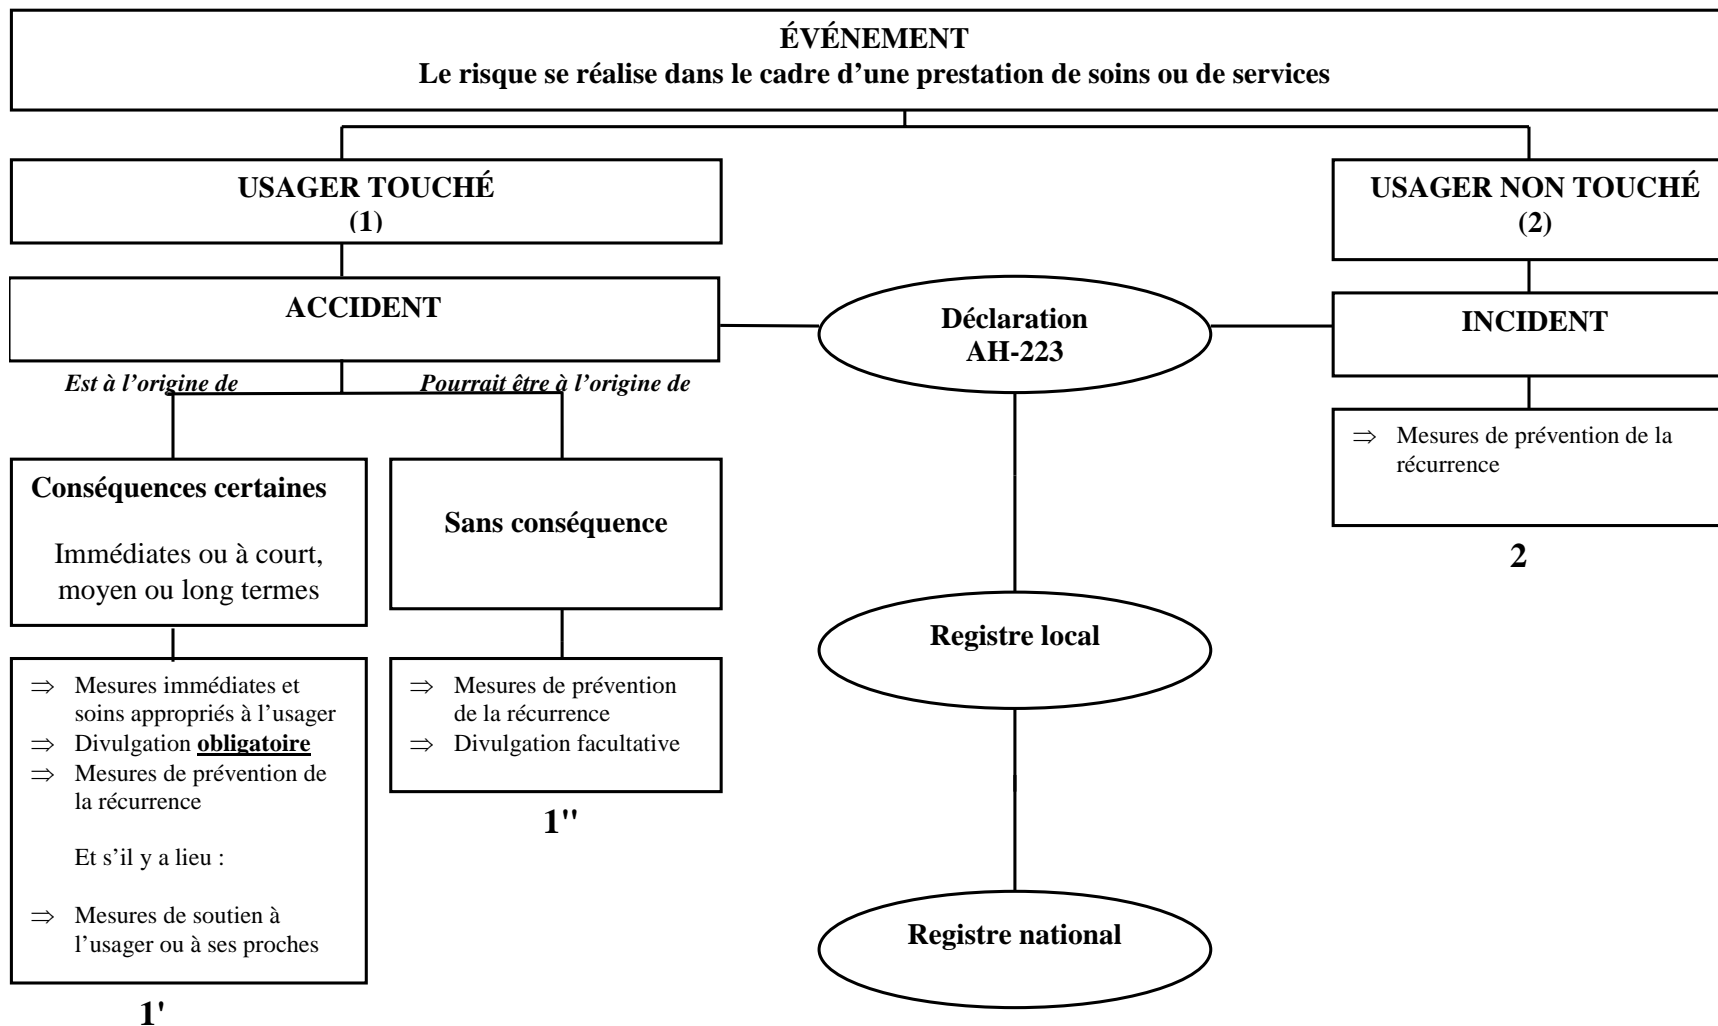 ÉVÉNEMENT
Le risque se réalise dans le cadre d’une prestation de soins ou de services
USAGER TOUCHÉ
(1)
USAGER NON TOUCHÉ
(2)
ACCIDENT
Déclaration
AH-223
INCIDENT
Est à l’origine de
Pourrait être à l’origine de
Conséquences certaines
Immédiates ou à court,
moyen ou long termes
Sans conséquence
⇒ Mesures de prévention de la
récurrence
2
Registre local
⇒ Mesures immédiates et
soins appropriés à l’usager
⇒ Divulgation obligatoire
⇒ Mesures de prévention de
la récurrence
Et s’il y a lieu :
⇒ Mesures de soutien à
l’usager ou à ses proches
1'
⇒ Mesures de prévention
de la récurrence
⇒ Divulgation facultative
1"
Registre national